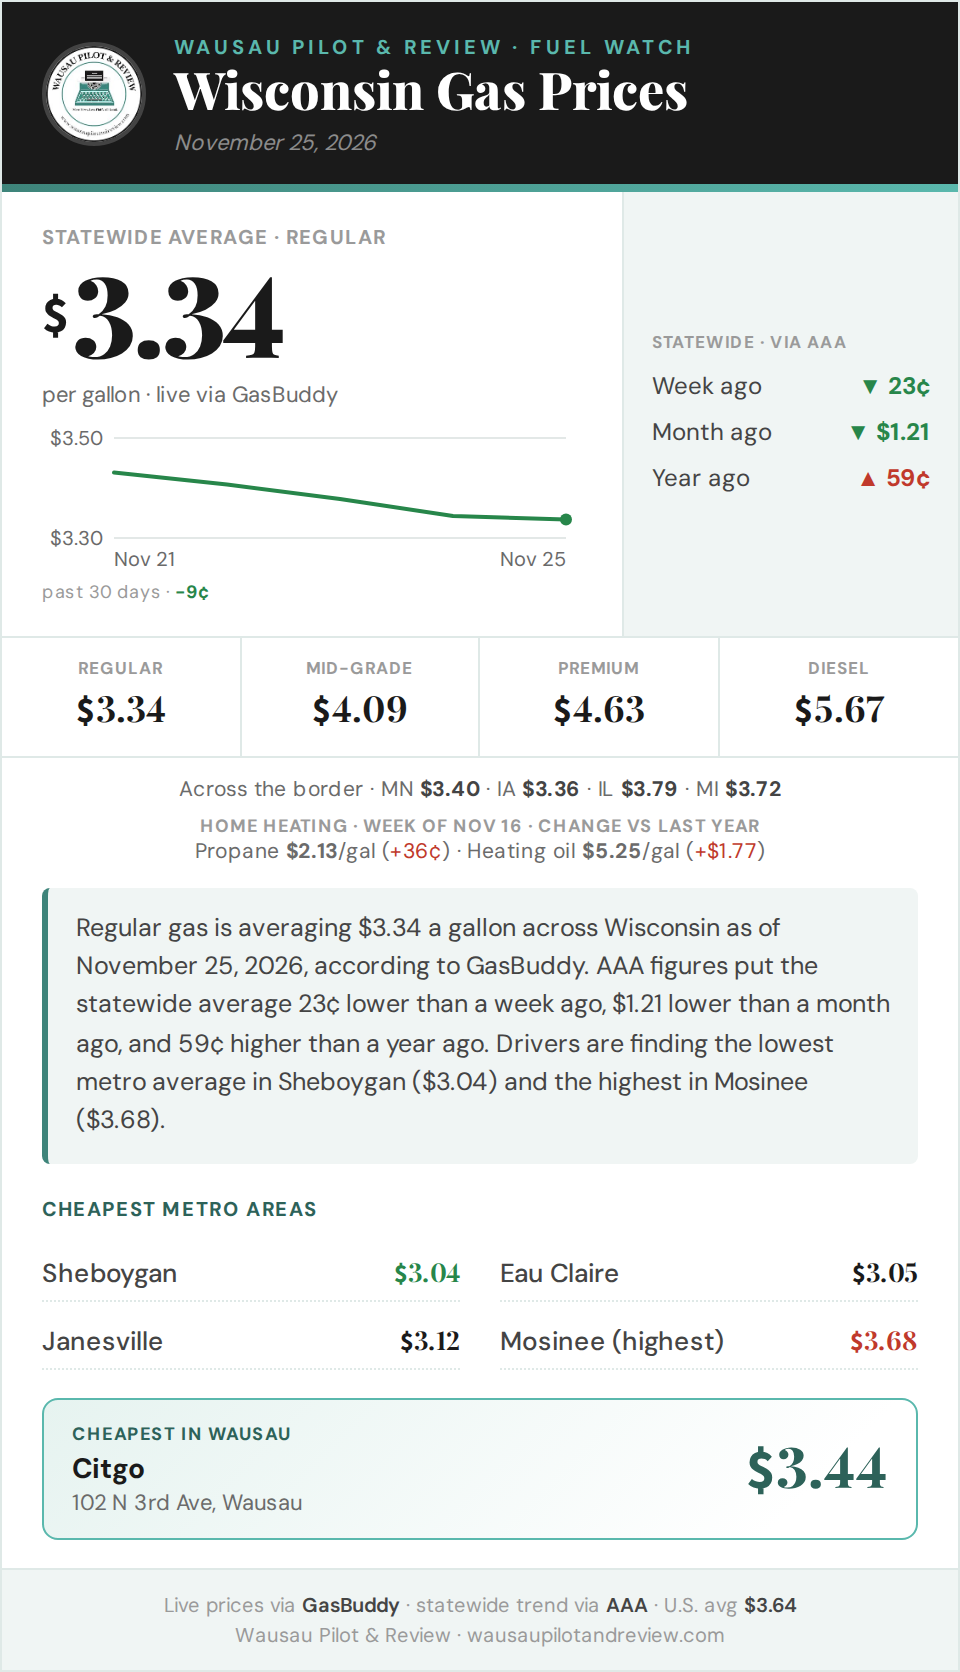 WAUSAU PILOT & REVIEW
www.wausaupilotandreview.com
WAUSAU PILOT & REVIEW · FUEL WATCH
Wisconsin Gas Prices
November 25, 2026
STATEWIDE AVERAGE · REGULAR
$3.34
per gallon · live via GasBuddy
$3.50
$3.30
Nov 21 Nov 25
past 30 days · -9¢
STATEWIDE · VIA AAA
Week ago ▼ 23¢
Month ago ▼ $1.21
Year ago ▲ 59¢
REGULAR
$3.34
MID-GRADE
$4.09
PREMIUM
$4.63
DIESEL
$5.67
Across the border · MN $3.40 · IA $3.36 · IL $3.79 · MI $3.72
HOME HEATING · WEEK OF NOV 16 · CHANGE VS LAST YEAR
Propane $2.13/gal (+36¢) · Heating oil $5.25/gal (+$1.77)
Regular gas is averaging $3.34 a gallon across Wisconsin as of
November 25, 2026, according to GasBuddy. AAA figures put the
statewide average 23¢ lower than a week ago, $1.21 lower than a month
ago, and 59¢ higher than a year ago. Drivers are finding the lowest
metro average in Sheboygan ($3.04) and the highest in Mosinee
($3.68).
CHEAPEST METRO AREAS
Sheboygan $3.04
Eau Claire $3.05
Janesville $3.12
Mosinee (highest) $3.68
CHEAPEST IN WAUSAU
Citgo
102 N 3rd Ave, Wausau
$3.44
Live prices via GasBuddy · statewide trend via AAA · U.S. avg $3.64
Wausau Pilot & Review · wausaupilotandreview.com